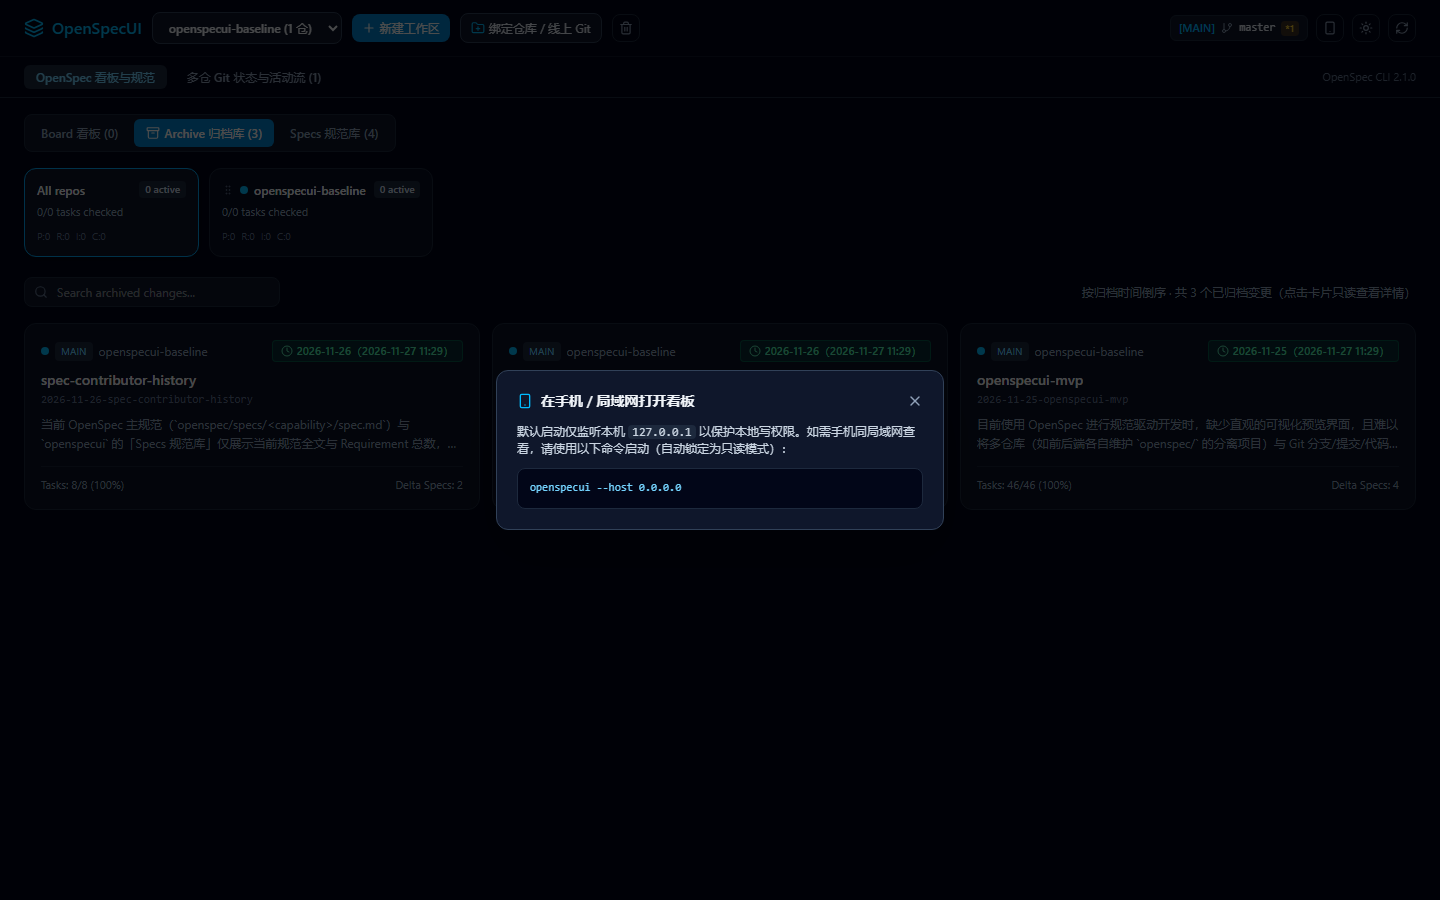 OpenSpecUI
openspecui-baseline (1 仓)
新建工作区
绑定仓库 / 线上 Git
[MAIN] master *1
OpenSpec 看板与规范
多仓 Git 状态与活动流 (1)
OpenSpec CLI 2.1.0
Board 看板 (0)
Archive 归档库 (3)
Specs 规范库 (4)
All repos 0 active
0/0 tasks checked
P:0 R:0 I:0 C:0
openspecui-baseline 0 active
0/0 tasks checked
P:0 R:0 I:0 C:0
Search archived changes...
按归档时间倒序 · 共 3 个已归档变更（点击卡片只读查看详情）
MAIN openspecui-baseline 2026-11-26（2026-11-27 11:29）
spec-contributor-history
2026-11-26-spec-contributor-history
当前 OpenSpec 主规范（`openspec/specs/<capability>/spec.md`）与
`openspecui` 的「Specs 规范库」仅展示当前规范全文与 Requirement 总数，...
Tasks: 8/8 (100%)
Delta Specs: 2
MAIN openspecui-baseline 2026-11-26（2026-11-27 11:29）
MAIN openspecui-baseline 2026-11-25（2026-11-27 11:29）
openspecui-mvp
2026-11-25-openspecui-mvp
目前使用 OpenSpec 进行规范驱动开发时，缺少直观的可视化预览界面，且难以
将多仓库（如前后端各自维护 `openspec/` 的分离项目）与 Git 分支/提交/代码...
Tasks: 46/46 (100%)
Delta Specs: 4
在手机 / 局域网打开看板
默认启动仅监听本机 127.0.0.1 以保护本地写权限。如需手机同局域网查
看，请使用以下命令启动（自动锁定为只读模式）：
openspecui --host 0.0.0.0